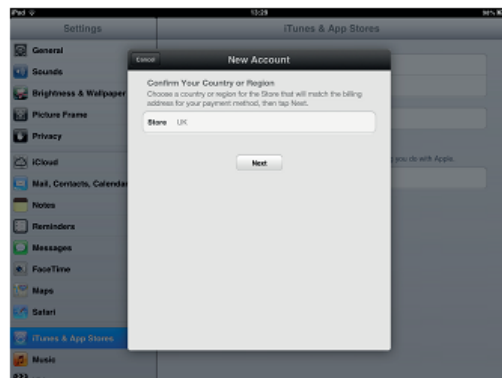 iPad 13:29 98%
Settings
iTunes & App Stores
General
Cancel
New Account
Sounds
Confirm Your Country or Region
Brightness & Wallpaper
Choose a country or region for the Store that will match the billing
address for your payment method, then tap Next.
Picture Frame
Store UK
Privacy
iCloud
Next
you do with Apple.
Mail, Contacts, Calendar
Notes
Reminders
Messages
FaceTime
Maps
Safari
iTunes & App Stores
Music